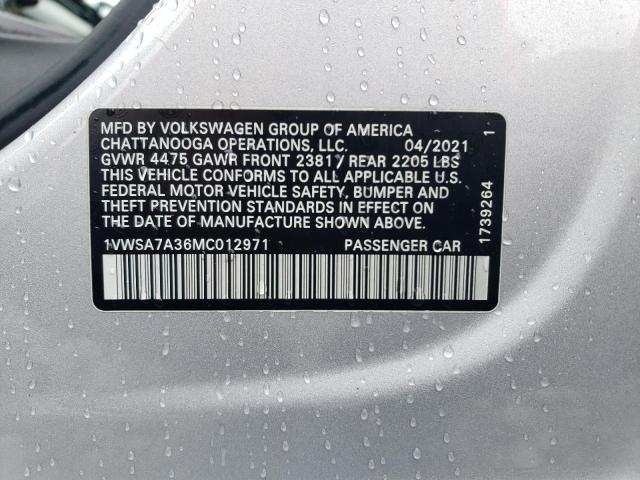 MFD BY VOLKSWAGEN GROUP OF AMERICA
CHATTANOOGA OPERATIONS, LLC. 04/2021 1
GVWR 4475 GAWR FRONT 2381 / REAR 2205 LBS
THIS VEHICLE CONFORMS TO ALL APPLICABLE U.S.
FEDERAL MOTOR VEHICLE SAFETY, BUMPER AND
THEFT PREVENTION STANDARDS IN EFFECT ON
THE DATE OF MANUFACTURE SHOWN ABOVE.
1VWSA7A36MC012971 PASSENGER CAR
1739264